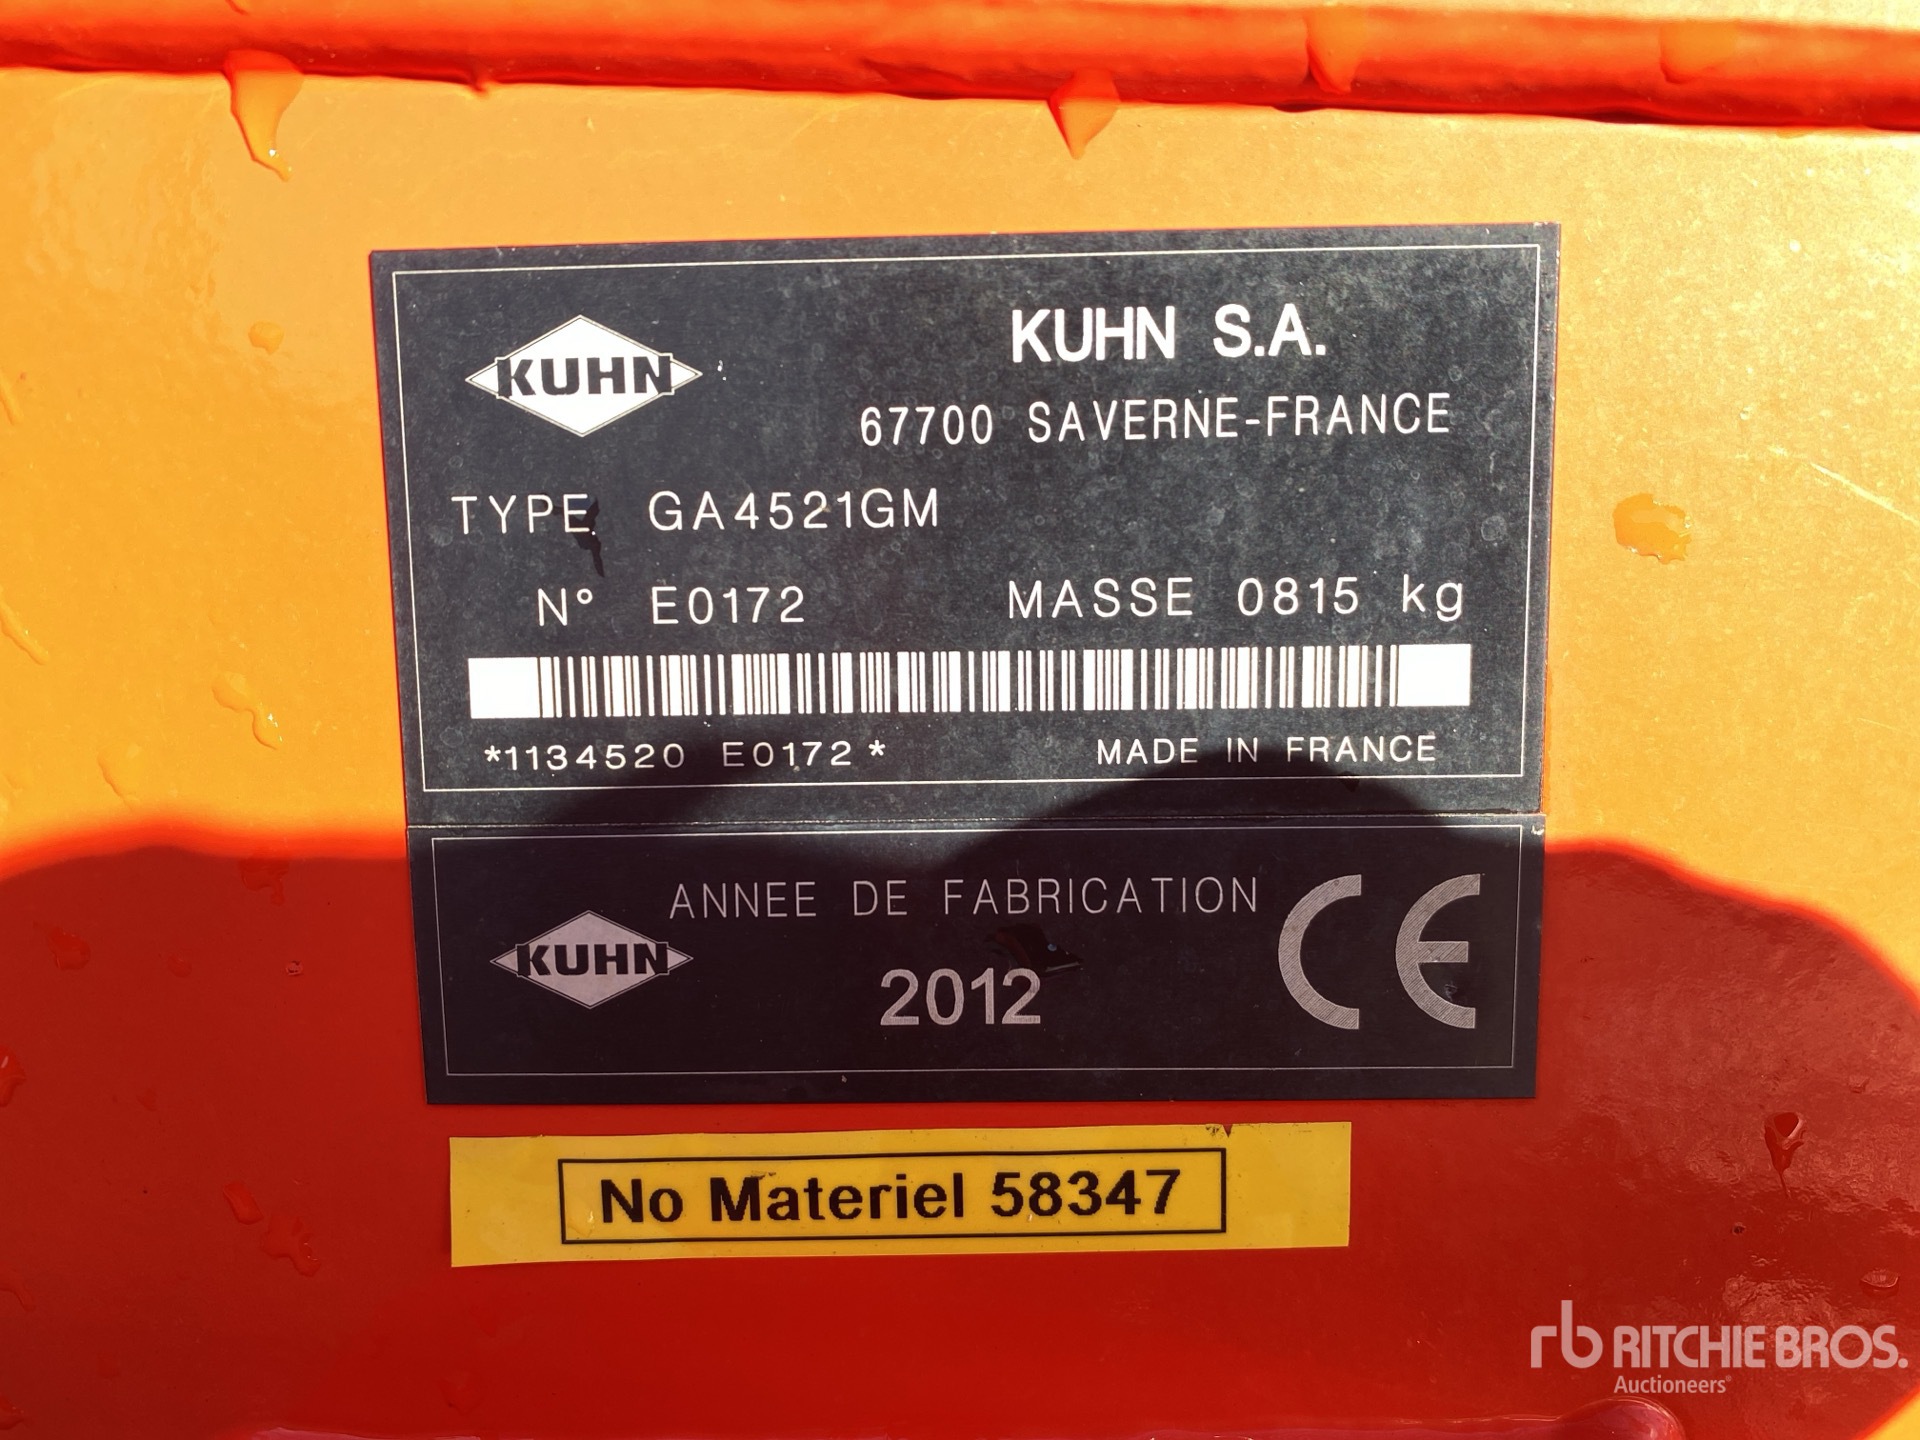 KUHN
KUHN S.A.
67700 SAVERNE-FRANCE
TYPE GA4521GM
N° E0172 MASSE 0815 kg
*1134520 E0172*
MADE IN FRANCE
ANNEE DE FABRICATION
KUHN
2012
CE
No Materiel 58347
rb RITCHIE BROS.
Auctioneers